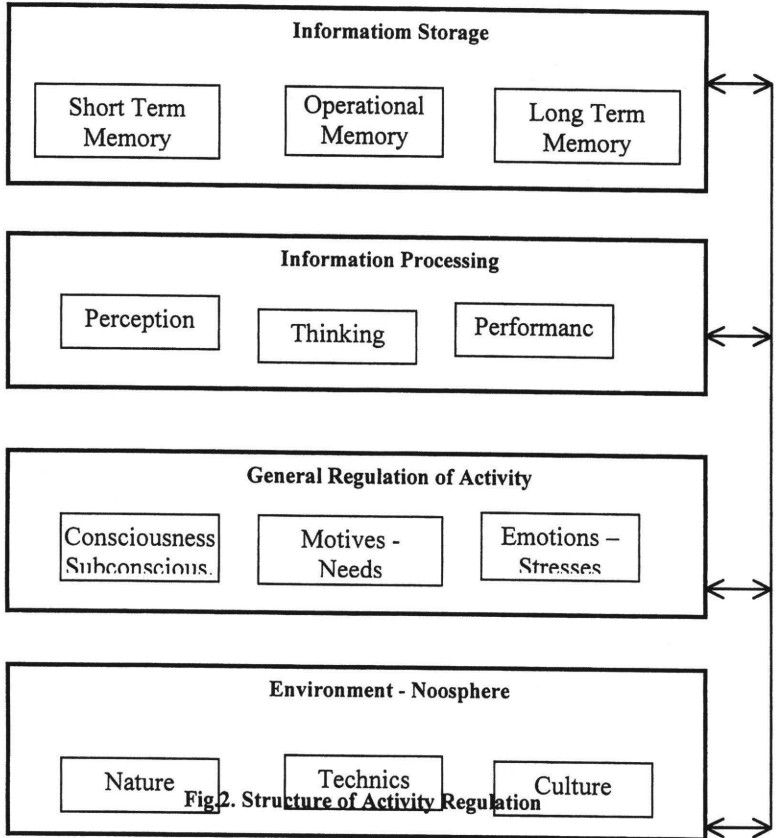 Informatiom Storage
Short Term
Memory
Operational
Memory
Long Term
Memory
Information Processing
Perception
Thinking
Performanc
General Regulation of Activity
Consciousness
Subconscious.
Motives -
Needs
Emotions –
Stresses
Environment - Noosphere
Nature
Technics
Culture
Fig.2. Structure of Activity Regulation